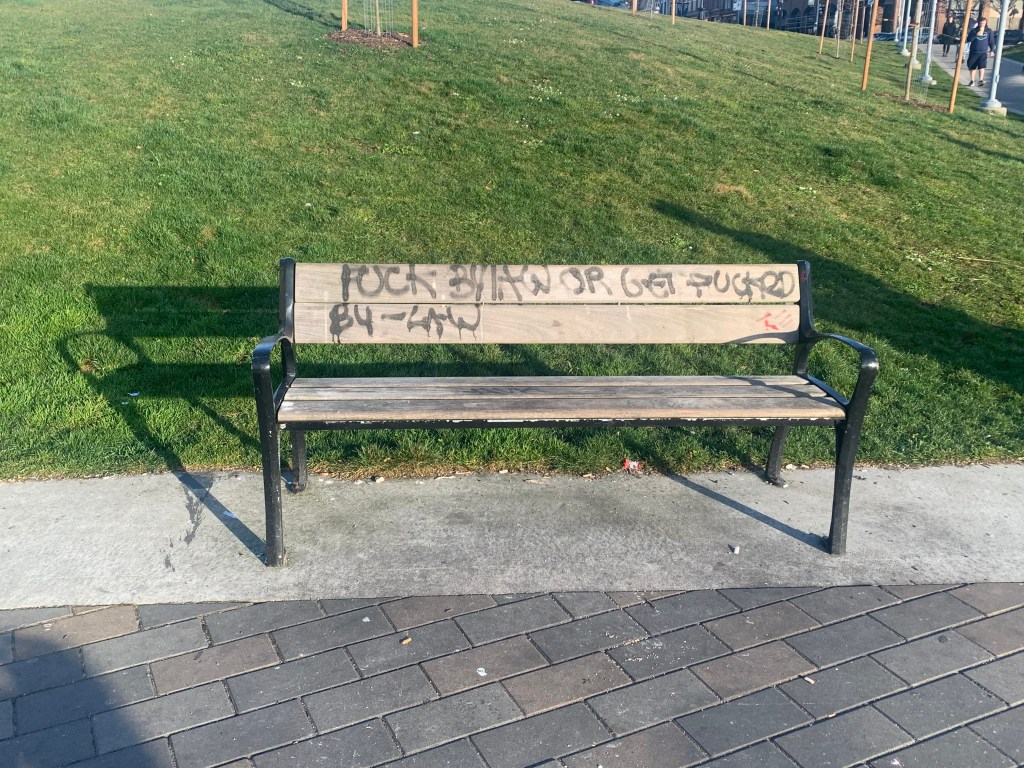 FUCK BYLAW OR GET FUCKED
BY-LAW